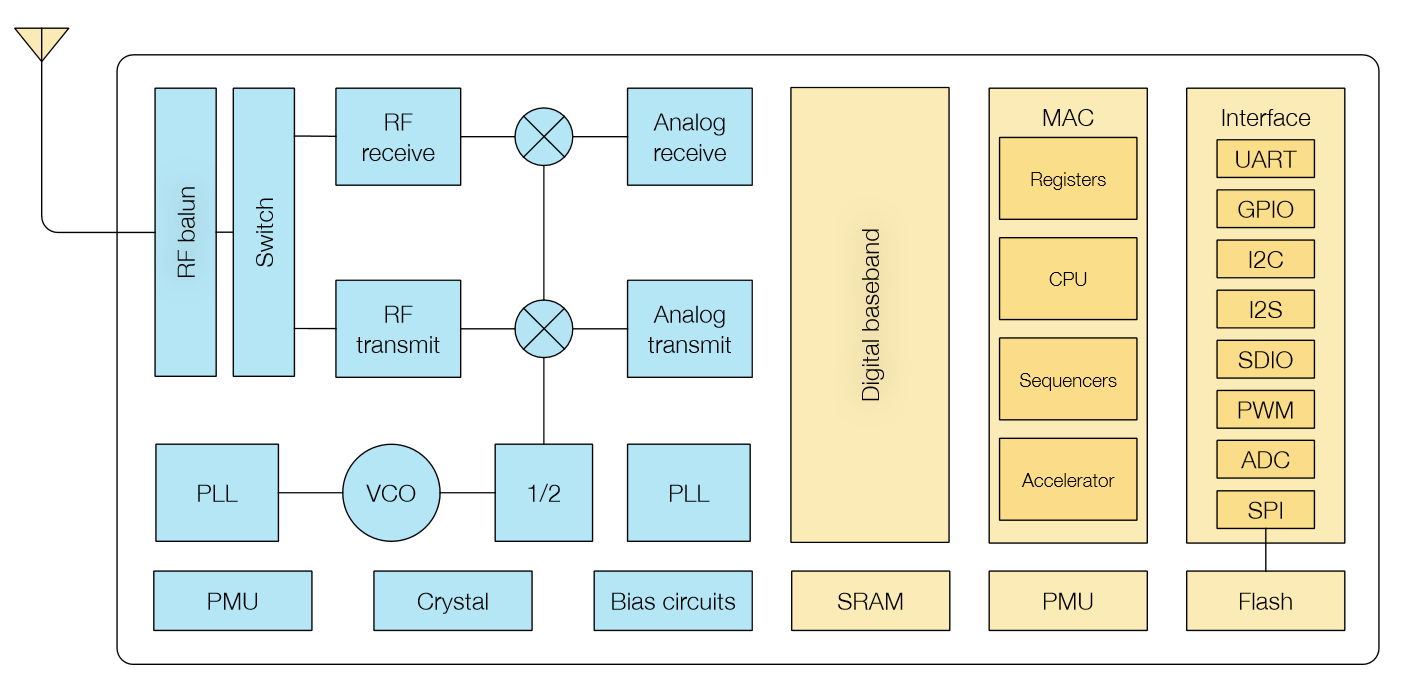 RF balun
Switch
RF
receive
Analog
receive
RF
transmit
Analog
transmit
PLL
VCO
1/2
PLL
PMU
Crystal
Bias circuits
Digital baseband
SRAM
MAC
Registers
CPU
Sequencers
Accelerator
PMU
Interface
UART
GPIO
I2C
I2S
SDIO
PWM
ADC
SPI
Flash